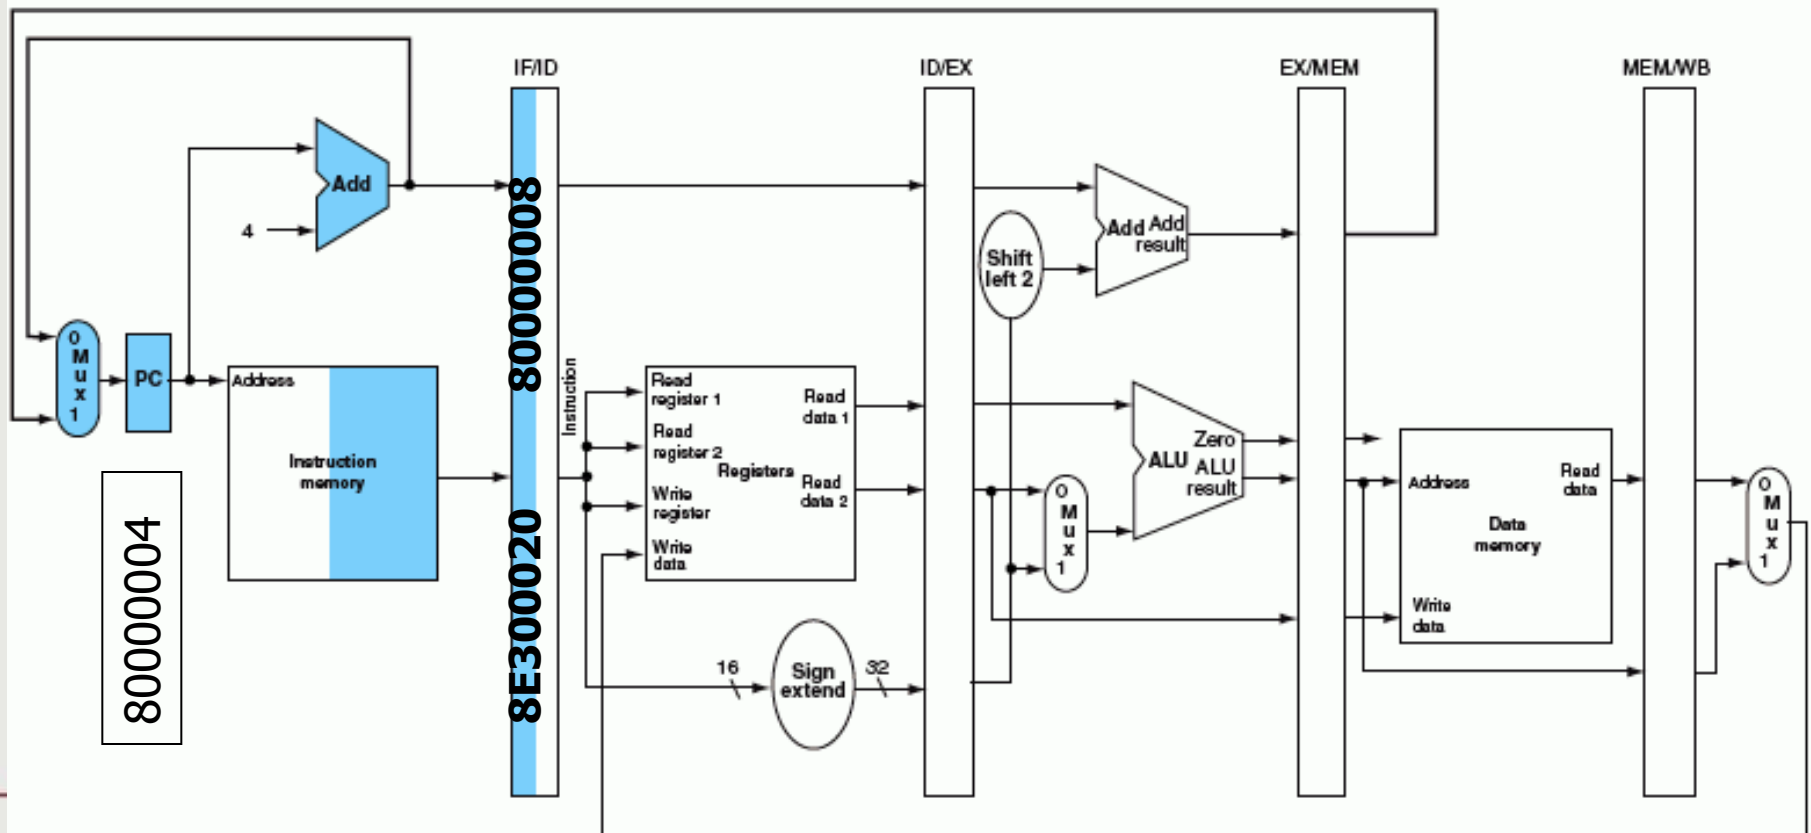 IF/ID
ID/EX
EX/MEM
MEM/WB
Add
4
80000008
Add Add
result
Shift
left 2
0
M
u
x
1
PC
Address
Instruction
memory
80000004
8E300020
Instruction
Read
register 1
Read
register 2
Write
register
Write
data
Registers
Read
data 1
Read
data 2
16
Sign
extend
32
0
M
u
x
1
Zero
ALU ALU
result
Address
Read
data
Data
memory
Write
data
0
M
u
x
1